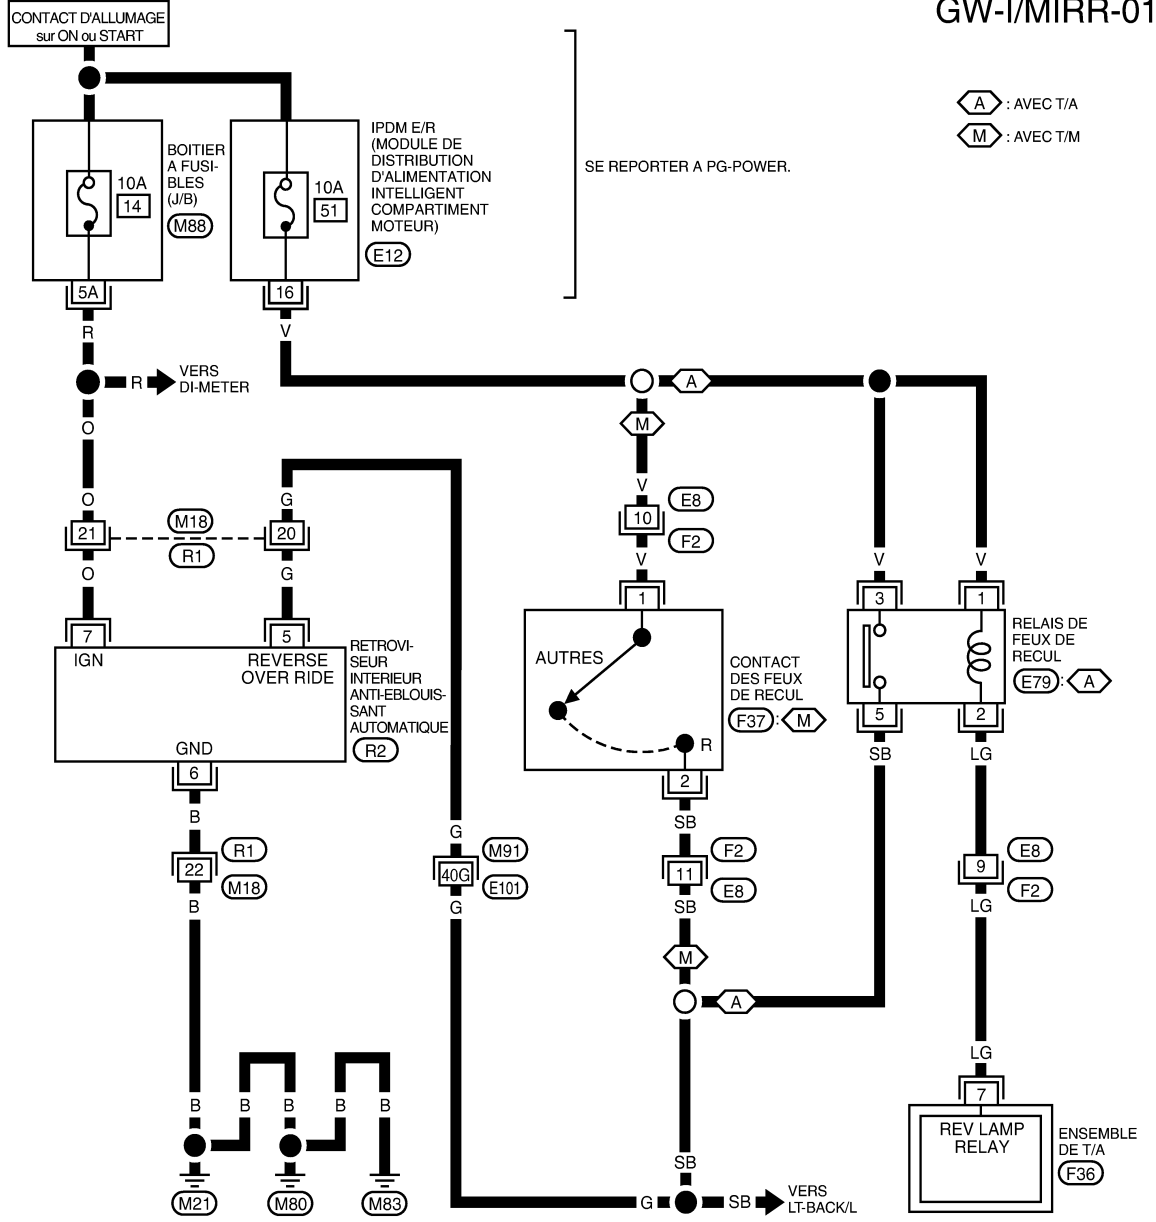 GW-I/MIRR-01
CONTACT D'ALLUMAGE
sur ON ou START
A : AVEC T/A
M : AVEC T/M
BOITIER
A FUSI-
BLES
(J/B)
M88
10A
14
IPDM E/R
(MODULE DE
DISTRIBUTION
D'ALIMENTATION
INTELLIGENT
COMPARTIMENT
MOTEUR)
E12
10A
51
SE REPORTER A PG-POWER.
5A
16
R
V
R
VERS
DI-METER
A
M
O
V
O
G
E8
10
F2
21
M18
R1
20
O
G
V
V
V
7
5
1
3
1
IGN
REVERSE
OVER RIDE
GND
RETROVI-
SEUR
INTERIEUR
ANTI-EBLOUIS-
SANT
AUTOMATIQUE
R2
AUTRES
R
CONTACT
DES FEUX
DE RECUL
F37 : M
RELAIS DE
FEUX DE
RECUL
E79 : A
5
2
6
2
SB
LG
B
SB
G
R1
22
M18
M91
40G
E101
F2
11
E8
E8
9
F2
B
G
SB
LG
M
A
LG
7
REV LAMP
RELAY
ENSEMBLE
DE T/A
F36
B
B
B
B
B
M21
M80
M83
SB
G
SB
VERS
LT-BACK/L